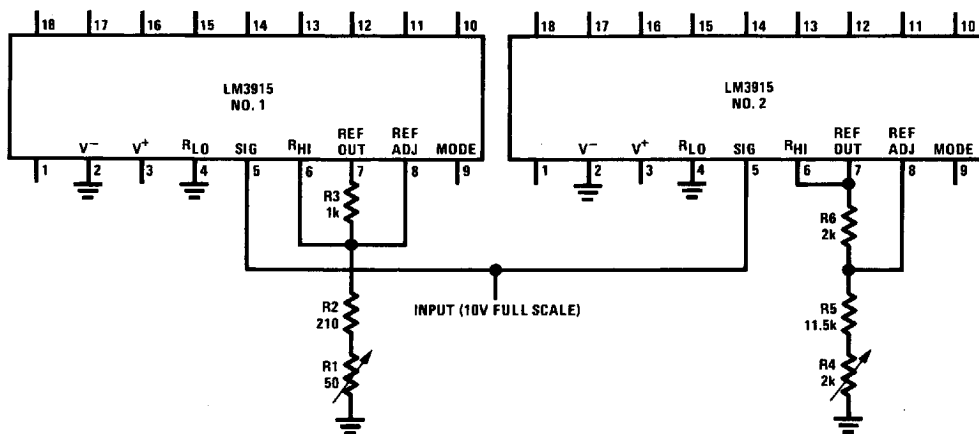 18 17 16 15 14 13 12 11 10
LM3915
NO. 1
V− V+ RLO SIG RHI REF OUT REF ADJ MODE
1 2 3 4 5 6 7 8 9
R3
1k
R2
210
R1
50
18 17 16 15 14 13 12 11 10
LM3915
NO. 2
V− V+ RLO SIG RHI REF OUT REF ADJ MODE
1 2 3 4 5 6 7 8 9
R6
2k
R5
11.5k
R4
2k
INPUT (10V FULL SCALE)